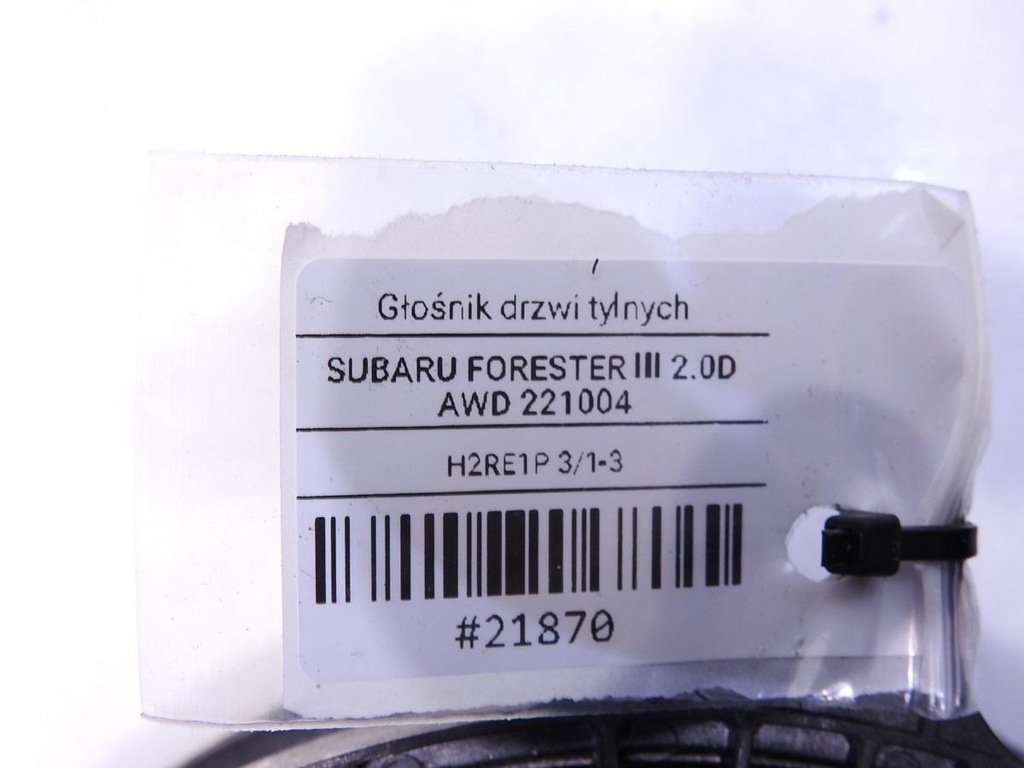 Głośnik drzwi tylnych
SUBARU FORESTER III 2.0D
AWD 221004
H2RE1P 3/1-3
#21870